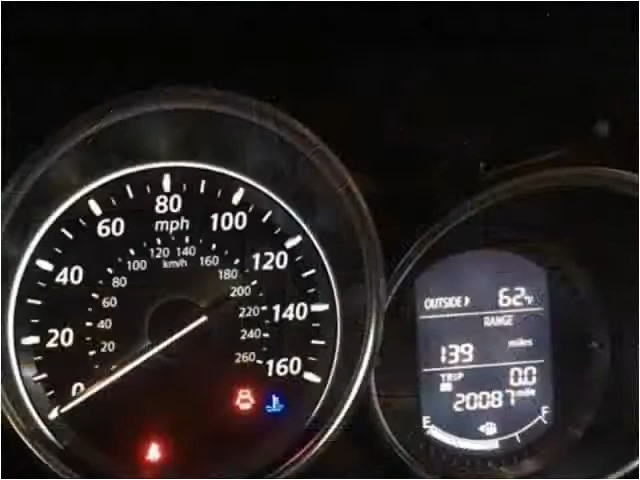 80
60 mph 100
120 140
100 km/h 160
80 180
40 60 200 120
40 220 140
20 20 240
0 260 160
OUTSIDE 62°F
RANGE
139 miles
TRIP 0.0
20087 mile
E F